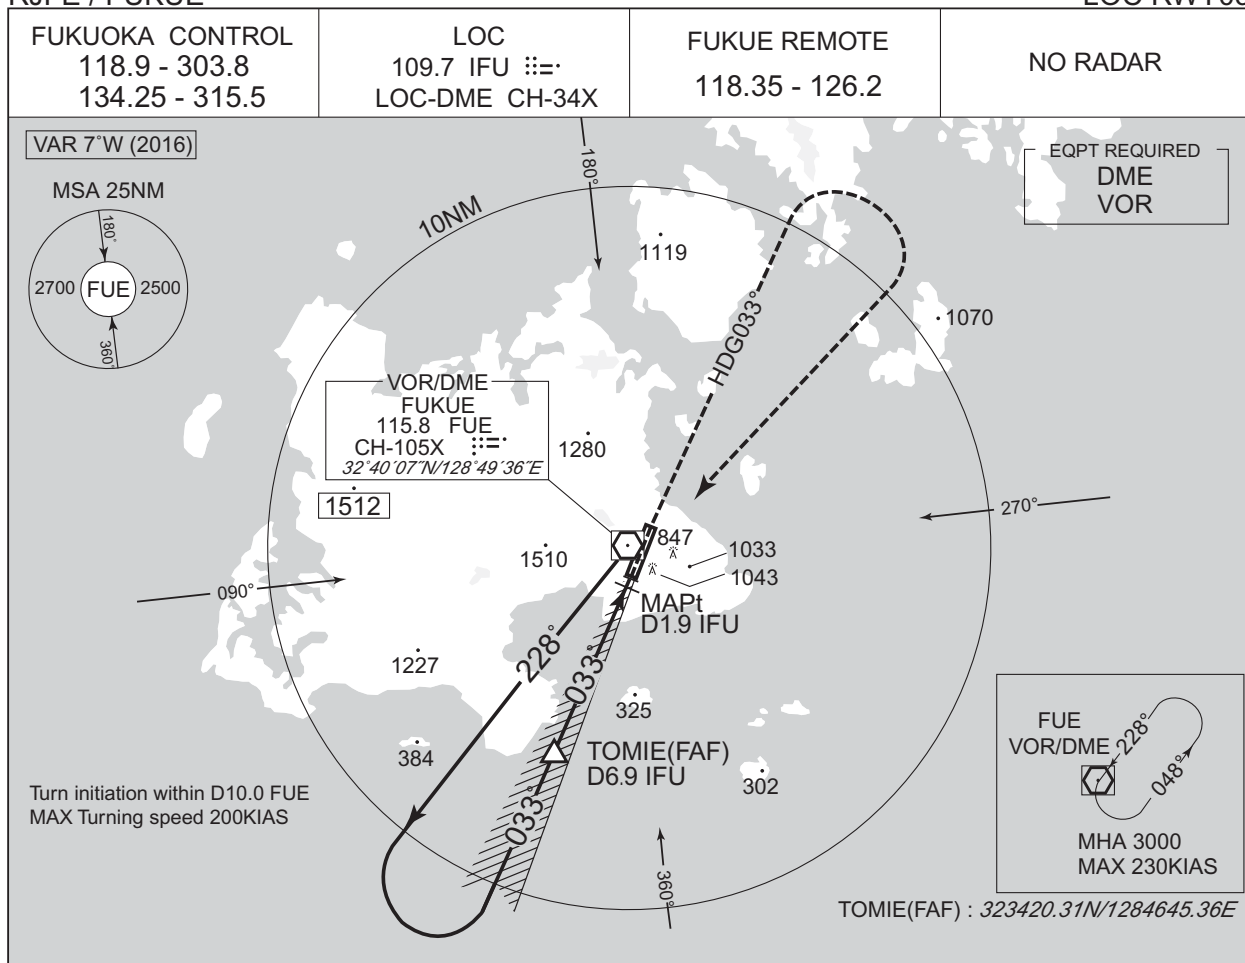 FUKUOKA CONTROL
118.9 - 303.8
134.25 - 315.5
LOC
109.7 IFU
LOC-DME CH-34X
FUKUE REMOTE
118.35 - 126.2
NO RADAR
VAR 7°W (2016)
MSA 25NM
180°
2700 FUE 2500
360°
10NM
180°
EQPT REQUIRED
DME
VOR
1119
1070
HDG033°
VOR/DME
FUKUE
115.8 FUE
CH-105X
32°40′07″N/128°49′36″E
1280
1512
270°
1510
847
1033
1043
090°
MAPt
D1.9 IFU
228°
033°
1227
325
384
TOMIE(FAF)
D6.9 IFU
302
033°
Turn initiation within D10.0 FUE
MAX Turning speed 200KIAS
360°
FUE
VOR/DME
228°
048°
MHA 3000
MAX 230KIAS
TOMIE(FAF) : 323420.31N/1284645.36E